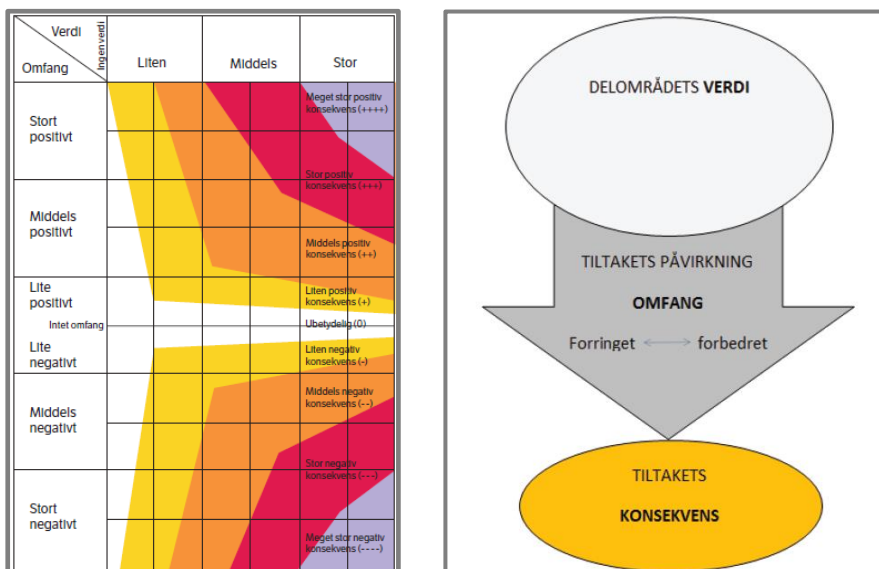 Verdi
Omfang
Ingen verdi
Liten
Middels
Stor
Stort
positivt
Middels
positivt
Lite
positivt
Intet omfang
Lite
negativt
Middels
negativt
Stort
negativt
Meget stor positiv
konsekvens (++++)
Stor positiv
konsekvens (+++)
Middels positiv
konsekvens (++)
Liten positiv
konsekvens (+)
Ubetydelig (0)
Liten negativ
konsekvens (-)
Middels negativ
konsekvens (--)
Stor negativ
konsekvens (---)
Meget stor negativ
konsekvens (----)
DELOMRÅDETS VERDI
TILTAKETS PÅVIRKNING
OMFANG
Forringet forbedret
TILTAKETS
KONSEKVENS